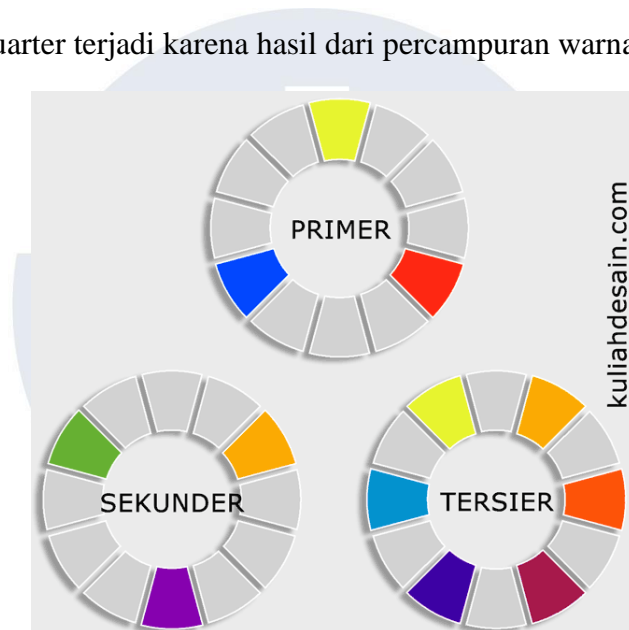 uarter terjadi karena hasil dari percampuran warna
PRIMER
kuliahdesain.com
SEKUNDER
TERSIER